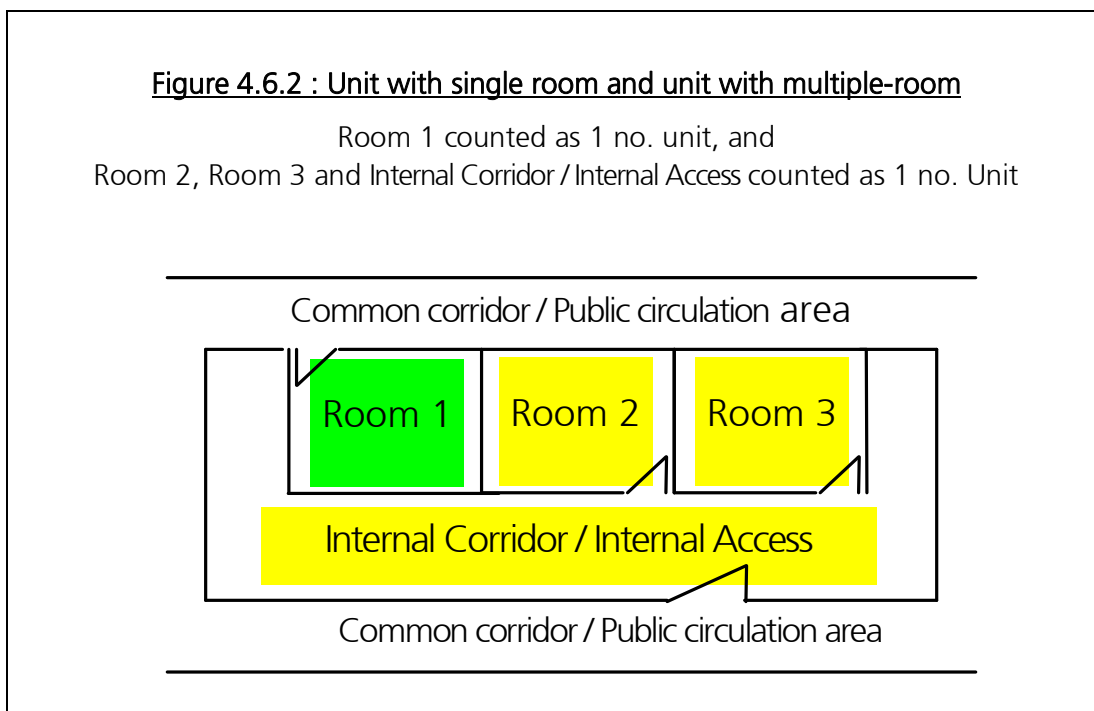 Figure 4.6.2 : Unit with single room and unit with multiple-room
Room 1 counted as 1 no. unit, and
Room 2, Room 3 and Internal Corridor / Internal Access counted as 1 no. Unit
Common corridor / Public circulation area
Room 1
Room 2
Room 3
Internal Corridor / Internal Access
Common corridor / Public circulation area